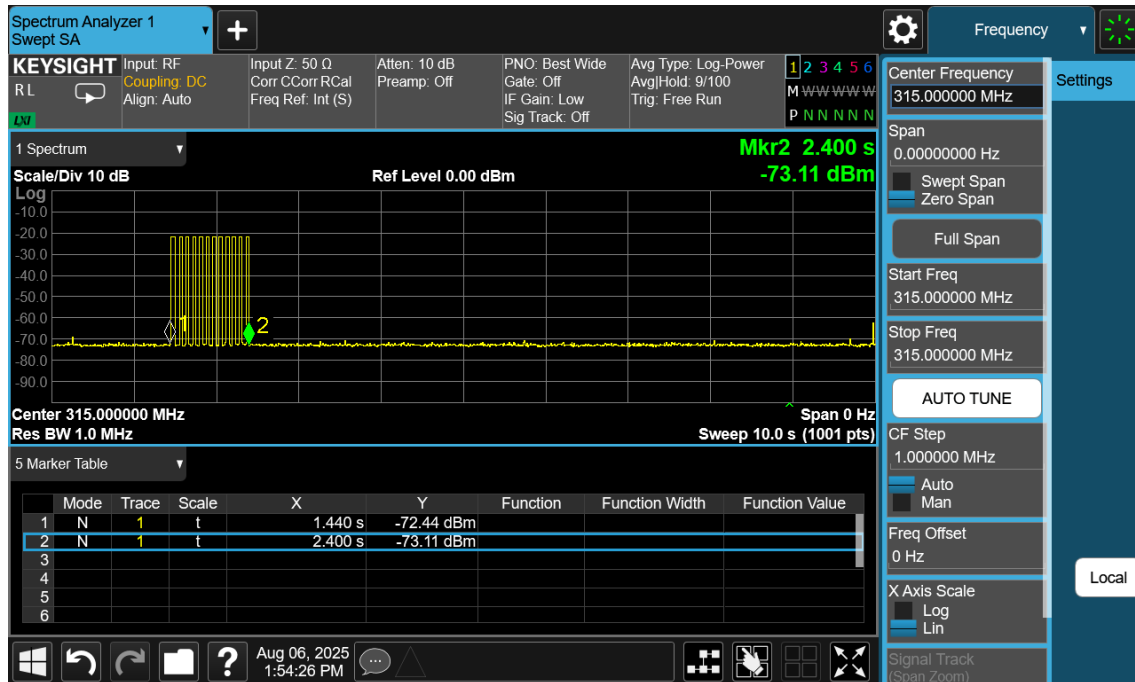 Spectrum Analyzer 1
Swept SA
+
Frequency
KEYSIGHT
R L
LXI
Input: RF
Coupling: DC
Align: Auto
Input Z: 50 Ω
Corr CCorr RCal
Freq Ref: Int (S)
Atten: 10 dB
Preamp: Off
PNO: Best Wide
Gate: Off
IF Gain: Low
Sig Track: Off
Avg Type: Log-Power
Avg|Hold: 9/100
Trig: Free Run
1 2 3 4 5 6
M W W W W W
P N N N N N
1 Spectrum
Mkr2 2.400 s
-73.11 dBm
Scale/Div 10 dB
Ref Level 0.00 dBm
Log
-10.0
-20.0
-30.0
-40.0
-50.0
-60.0
-70.0
-80.0
-90.0
1
2
Center 315.000000 MHz
Span 0 Hz
Res BW 1.0 MHz
Sweep 10.0 s (1001 pts)
5 Marker Table
Mode Trace Scale X Y Function Function Width Function Value
1 N 1 t 1.440 s -72.44 dBm
2 N 1 t 2.400 s -73.11 dBm
3
4
5
6
Center Frequency
315.000000 MHz
Span
0.00000000 Hz
Swept Span
Zero Span
Full Span
Start Freq
315.000000 MHz
Stop Freq
315.000000 MHz
AUTO TUNE
CF Step
1.000000 MHz
Auto
Man
Freq Offset
0 Hz
X Axis Scale
Log
Lin
Signal Track
(Span Zoom)
Settings
Local
?
Aug 06, 2025
1:54:26 PM